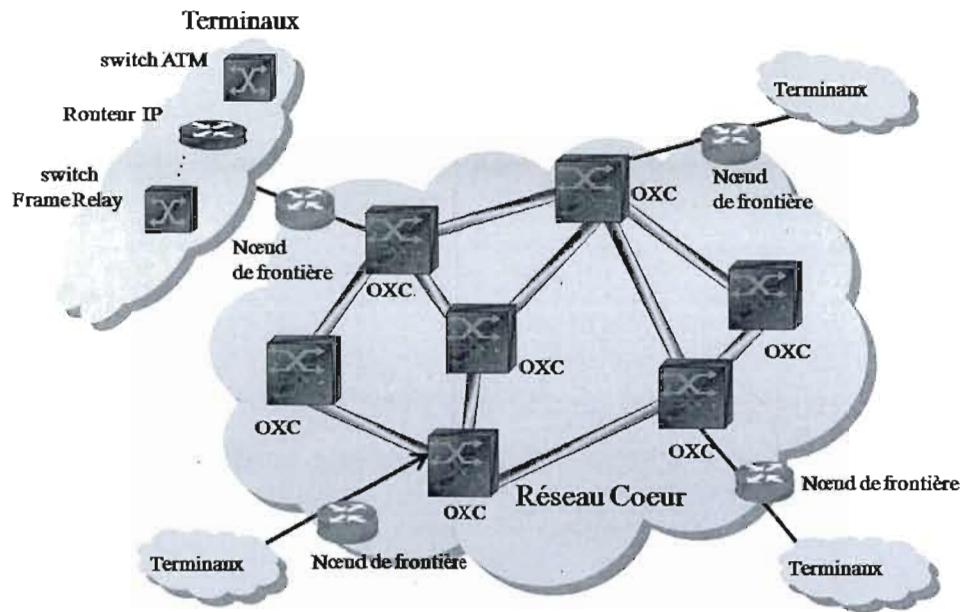 Terminaux
switch ATM
Routeur IP
switch
Frame Relay
Terminaux
Nœud
de frontière
OXC
Nœud
de frontière
OXC.
OXC
OXC
OXC
OXC
OXC
Réseau Coeur
Nœud de frontière
Terminaux
Nœud de frontière
Terminaux